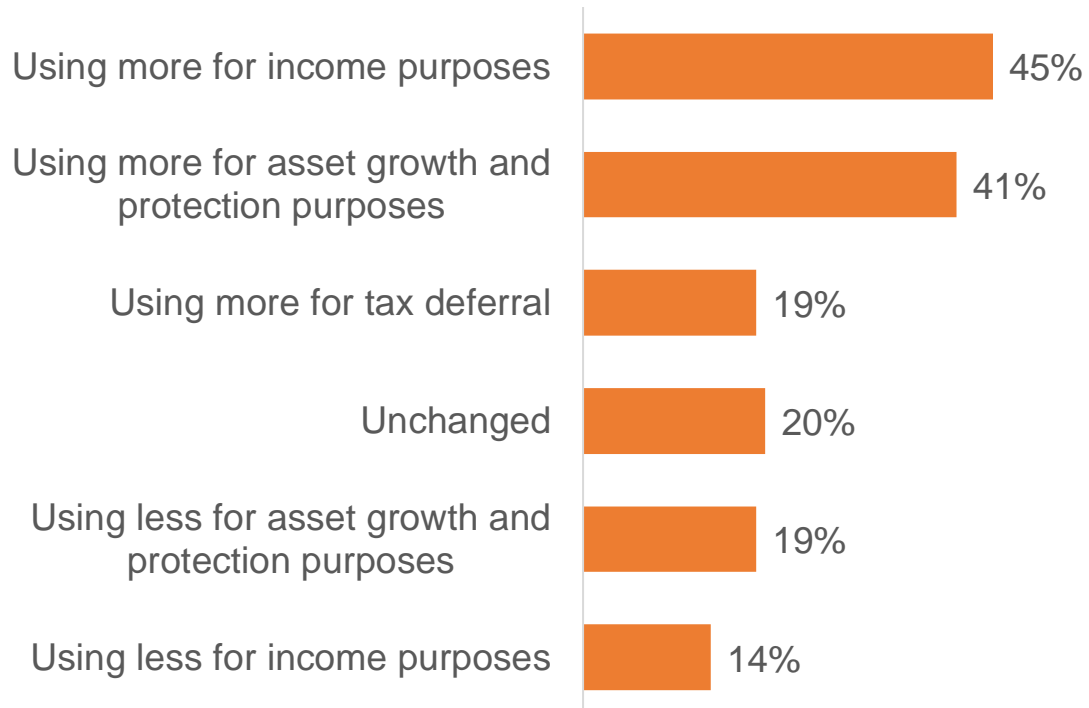 Using more for income purposes
45%
Using more for asset growth and
protection purposes
41%
Using more for tax deferral
19%
Unchanged
20%
Using less for asset growth and
protection purposes
19%
Using less for income purposes
14%